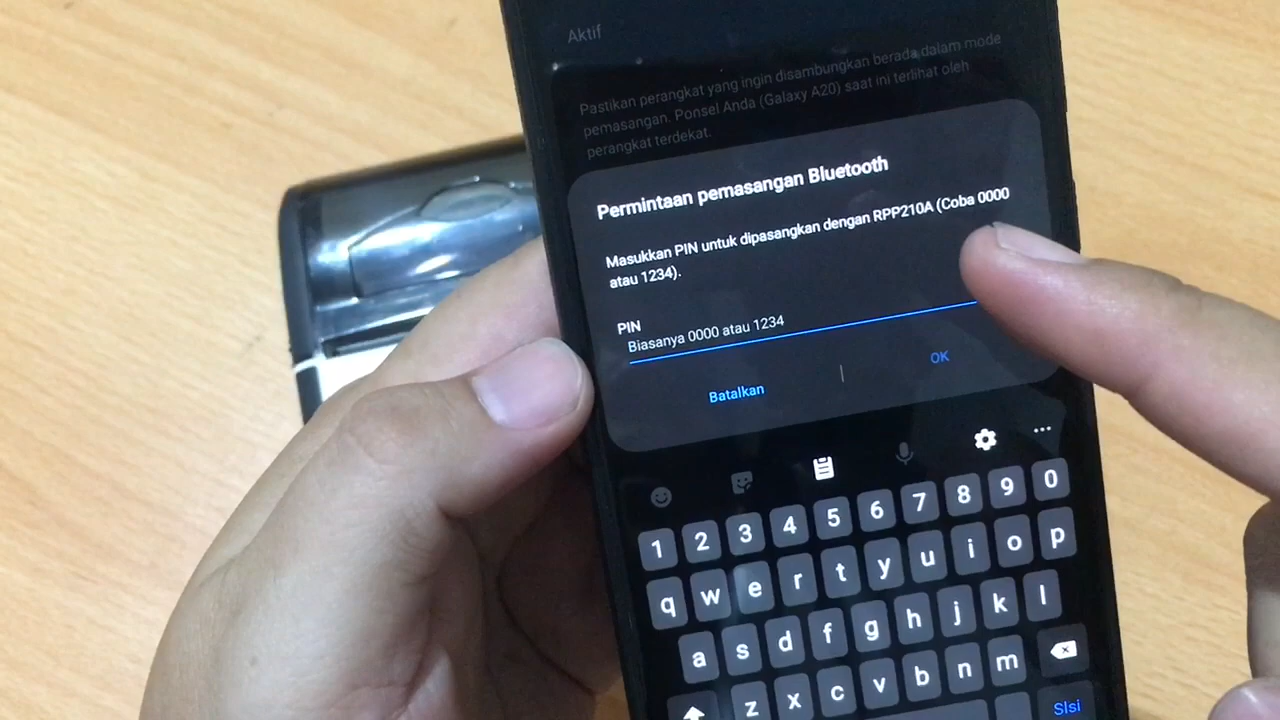 Aktif
Pastikan perangkat yang ingin disambungkan berada dalam mode
pemasangan. Ponsel Anda (Galaxy A20) saat ini terlihat oleh
perangkat terdekat.
Permintaan pemasangan Bluetooth
Masukkan PIN untuk dipasangkan dengan RPP210A (Coba 0000
atau 1234).
PIN
Biasanya 0000 atau 1234
Batalkan
OK
1 2 3 4 5 6 7 8 9 0
q w e r t y u i o p
a s d f g h j k l
z x c v b n m
SIsi